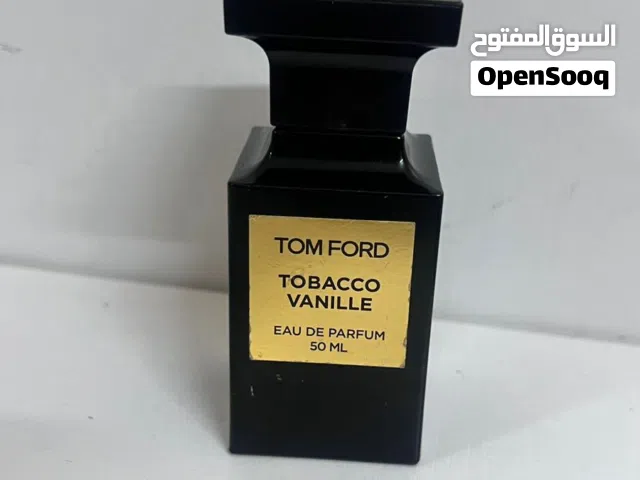 السوق المفتوح
OpenSooq
TOM FORD
TOBACCO
VANILLE
EAU DE PARFUM
50 ML